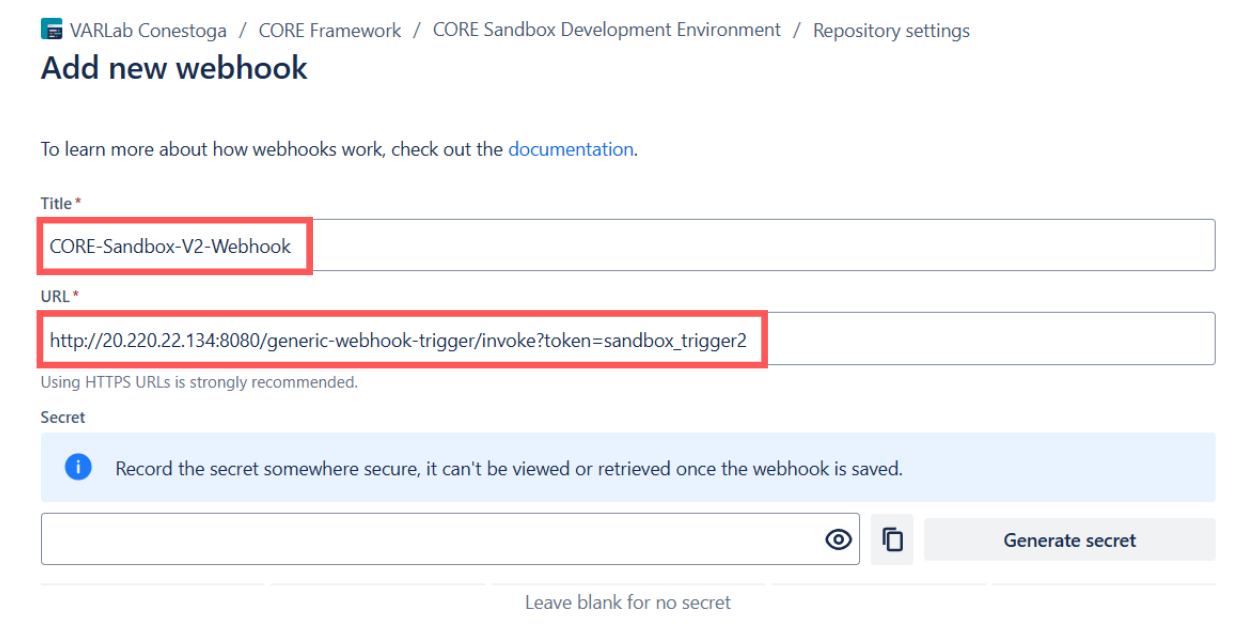 VARLab Conestoga / CORE Framework / CORE Sandbox Development Environment / Repository settings
Add new webhook
To learn more about how webhooks work, check out the documentation.
Title *
CORE-Sandbox-V2-Webhook
URL *
http://20.220.22.134:8080/generic-webhook-trigger/invoke?token=sandbox_trigger2
Using HTTPS URLs is strongly recommended.
Secret
Record the secret somewhere secure, it can't be viewed or retrieved once the webhook is saved.
Generate secret
Leave blank for no secret